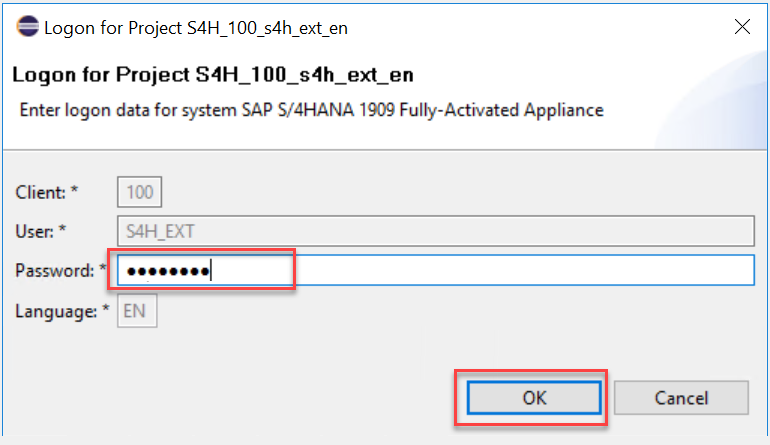 Logon for Project S4H_100_s4h_ext_en
Logon for Project S4H_100_s4h_ext_en
Enter logon data for system SAP S/4HANA 1909 Fully-Activated Appliance
Client: * 100
User: * S4H_EXT
Password: * ●●●●●●●●
Language: * EN
OK Cancel